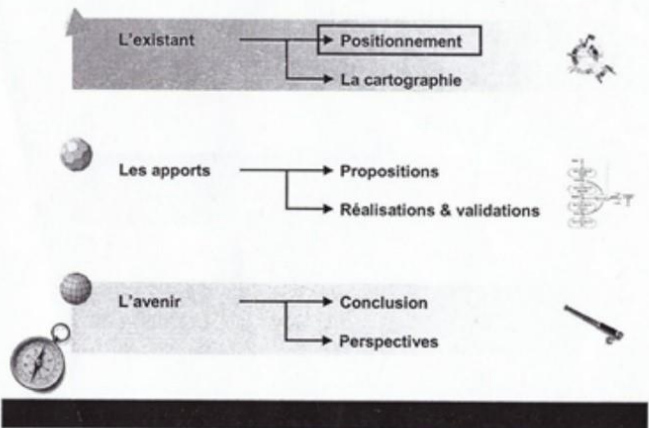 L'existant
Positionnement
La cartographie
Les apports
Propositions
Réalisations & validations
L'avenir
Conclusion
Perspectives